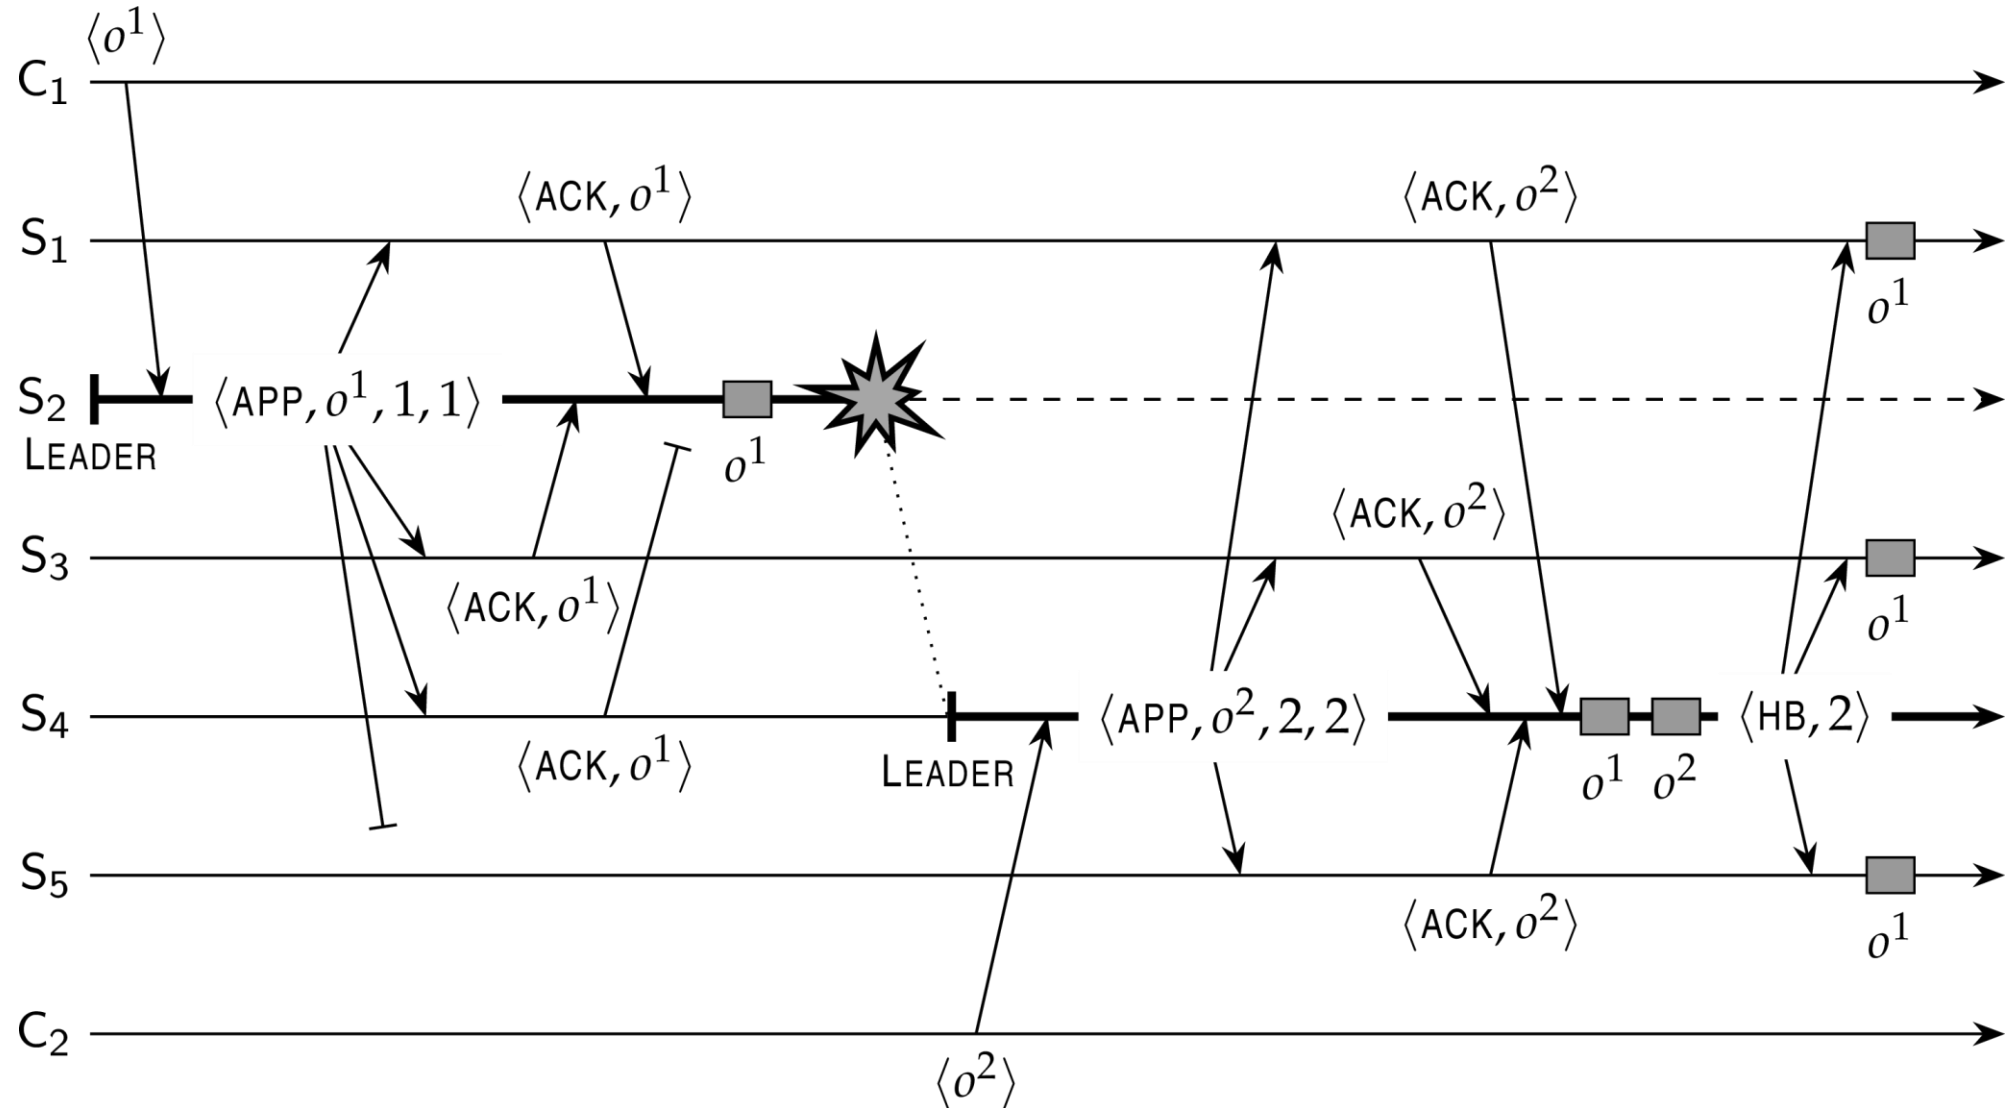 ⟨o¹⟩
C₁
⟨ACK, o¹⟩ ⟨ACK, o²⟩
S₁
o¹
S₂ ⟨APP, o¹, 1, 1⟩
LEADER o¹
⟨ACK, o²⟩
S₃
⟨ACK, o¹⟩ o¹
S₄ ⟨APP, o², 2, 2⟩ ⟨HB, 2⟩
⟨ACK, o¹⟩ LEADER o¹ o²
S₅
⟨ACK, o²⟩ o¹
C₂
⟨o²⟩